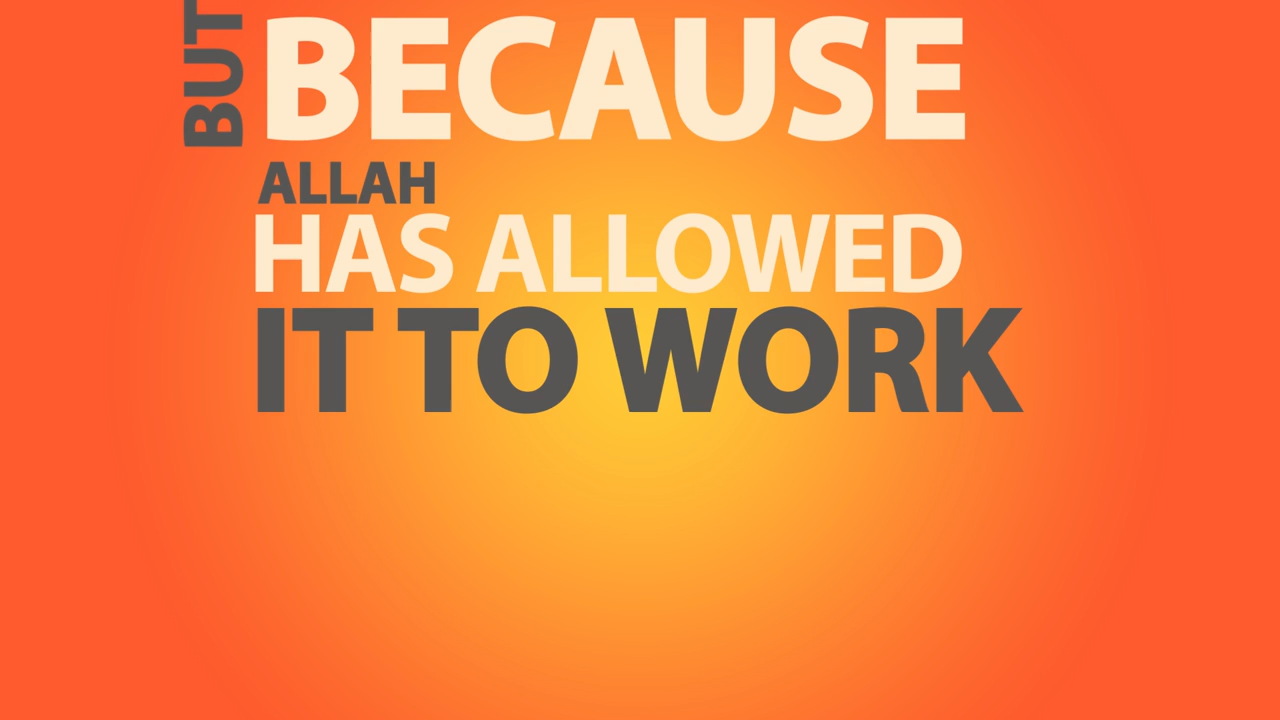 BUT
BECAUSE
ALLAH
HAS ALLOWED
IT TO WORK